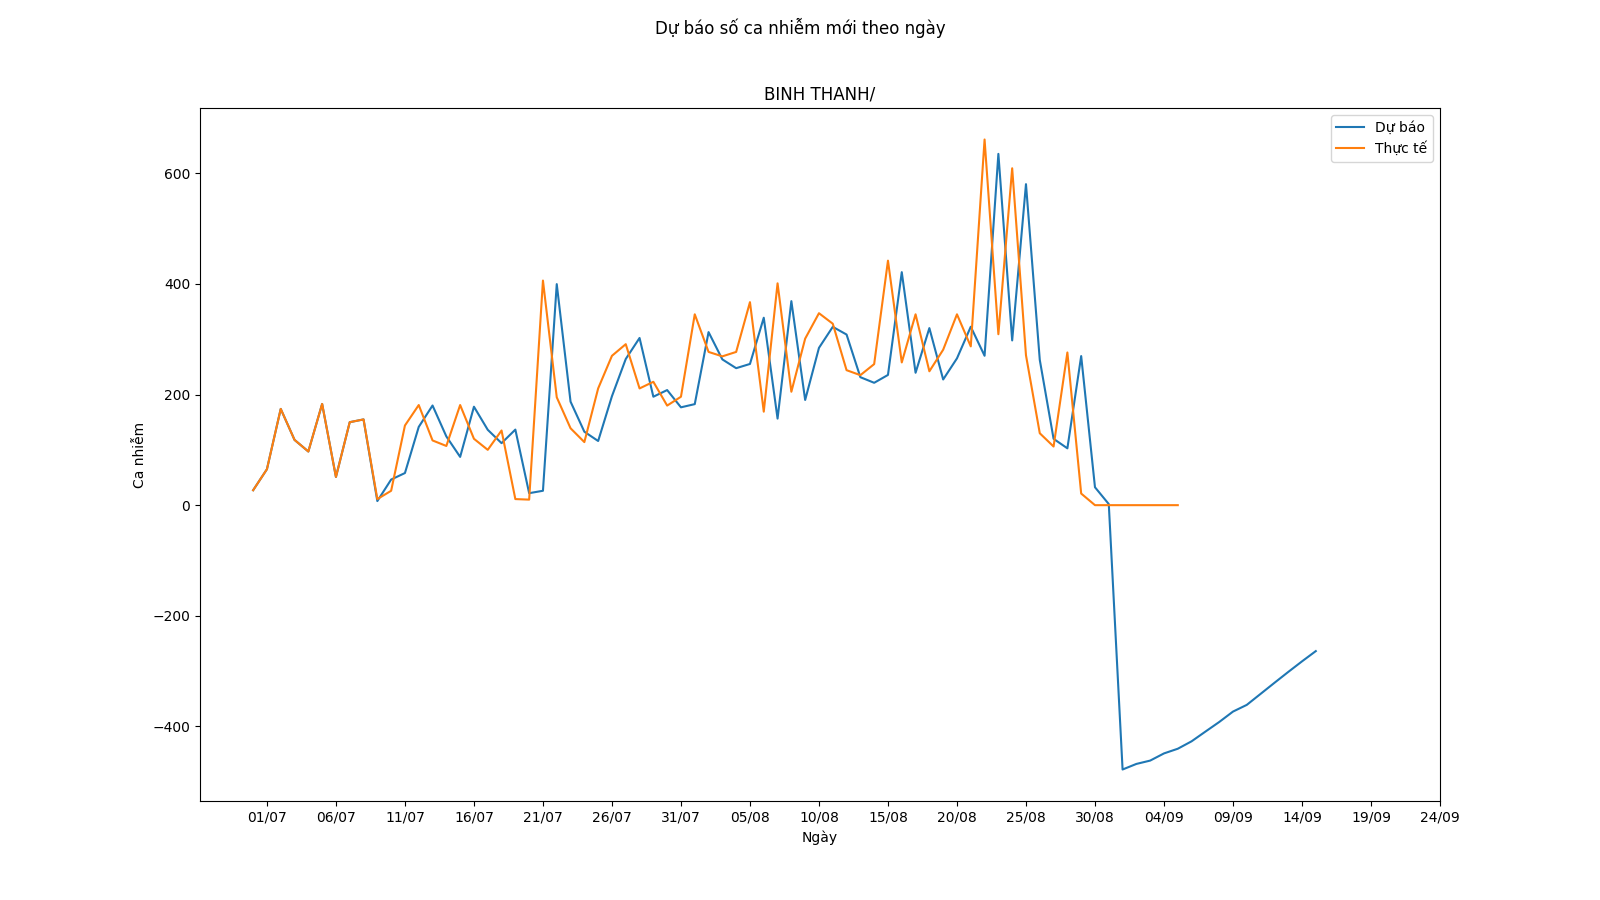 Dự báo số ca nhiễm mới theo ngày
BINH THANH/
Dự báo
Thực tế
600
400
200
0
−200
−400
Ca nhiễm
01/07 06/07 11/07 16/07 21/07 26/07 31/07 05/08 10/08 15/08 20/08 25/08 30/08 04/09 09/09 14/09 19/09 24/09
Ngày